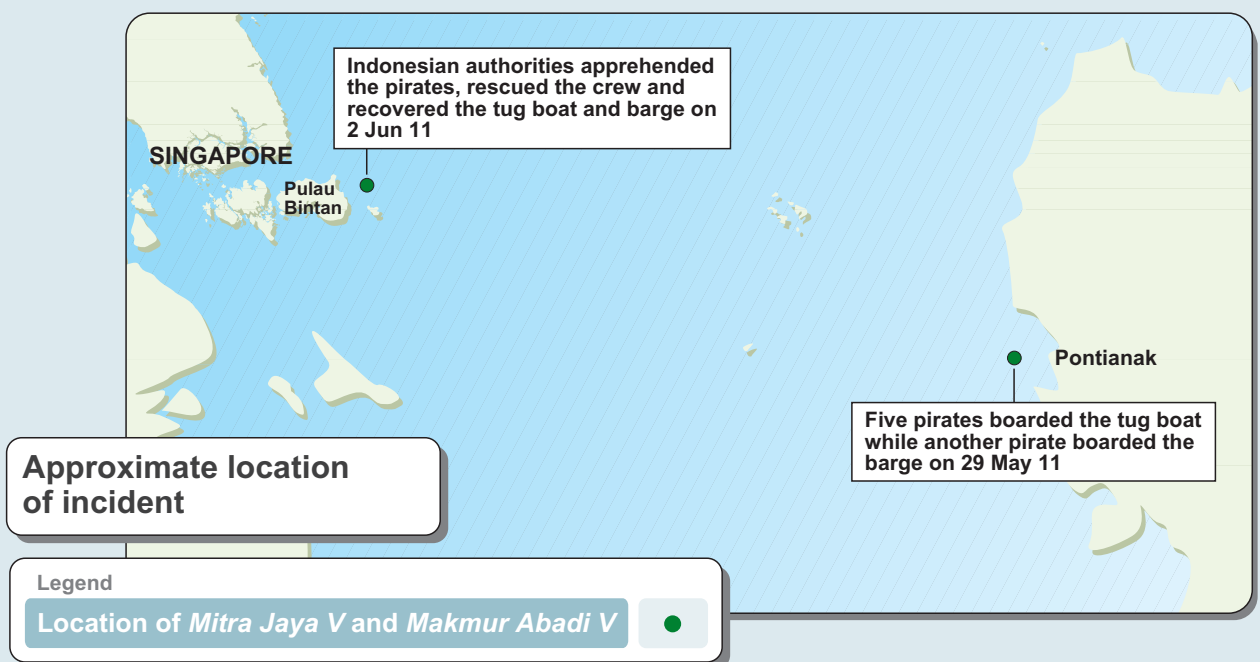 Indonesian authorities apprehended
the pirates, rescued the crew and
recovered the tug boat and barge on
2 Jun 11
SINGAPORE
Pulau
Bintan
Pontianak
Five pirates boarded the tug boat
while another pirate boarded the
barge on 29 May 11
Approximate location
of incident
Legend
Location of Mitra Jaya V and Makmur Abadi V